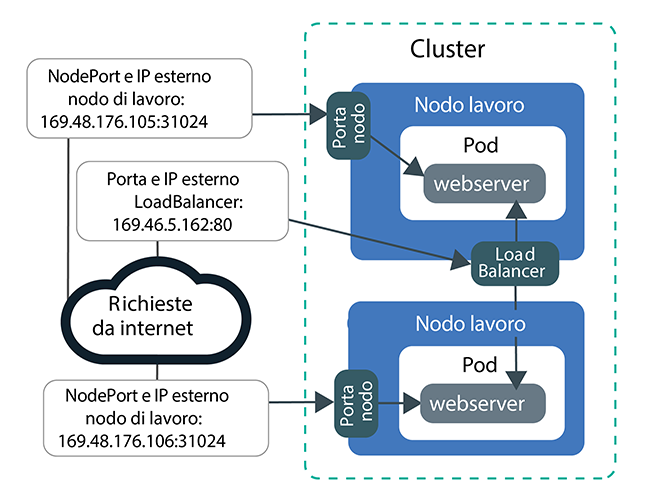 Cluster
NodePort e IP esterno
nodo di lavoro:
169.48.176.105:31024
Porta
nodo
Nodo lavoro
Pod
webserver
Porta e IP esterno
LoadBalancer:
169.46.5.162:80
Load
Balancer
Richieste
da internet
Nodo lavoro
Pod
webserver
Porta
nodo
NodePort e IP esterno
nodo di lavoro:
169.48.176.106:31024